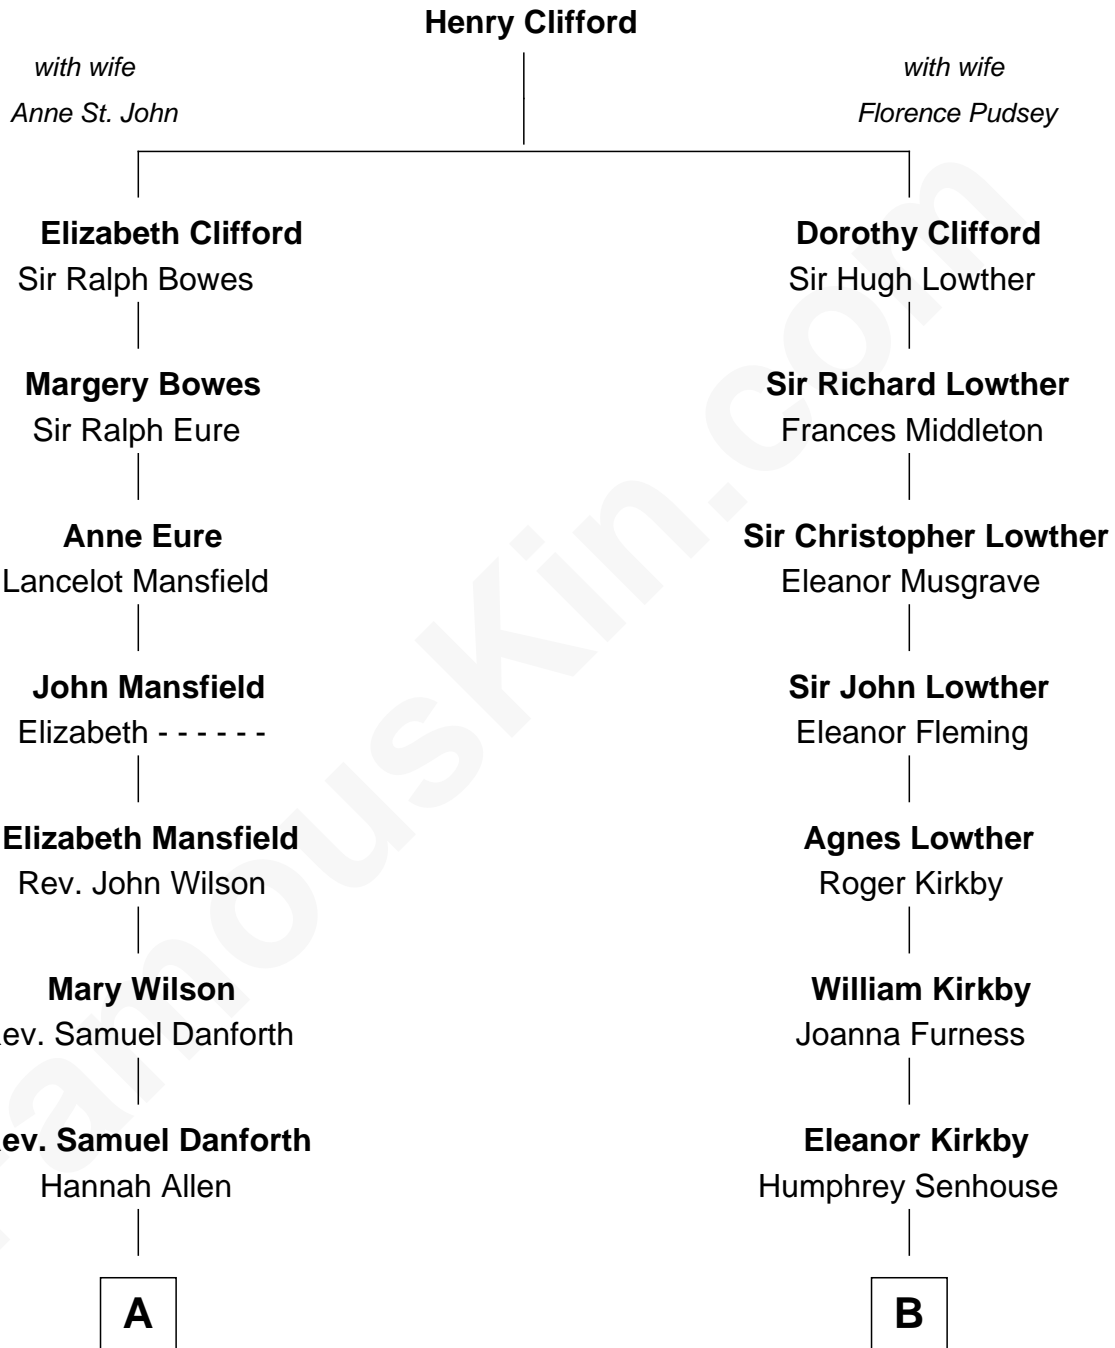 Henry Clifford
with wife
Anne St. John
with wife
Florence Pudsey
Elizabeth Clifford
Sir Ralph Bowes
Dorothy Clifford
Sir Hugh Lowther
Margery Bowes
Sir Ralph Eure
Sir Richard Lowther
Frances Middleton
Anne Eure
Lancelot Mansfield
Sir Christopher Lowther
Eleanor Musgrave
John Mansfield
Elizabeth - - - - - -
Sir John Lowther
Eleanor Fleming
Elizabeth Mansfield
Rev. John Wilson
Agnes Lowther
Roger Kirkby
Mary Wilson
ev. Samuel Danforth
William Kirkby
Joanna Furness
ev. Samuel Danforth
Hannah Allen
Eleanor Kirkby
Humphrey Senhouse
A
B
FamousKin.com